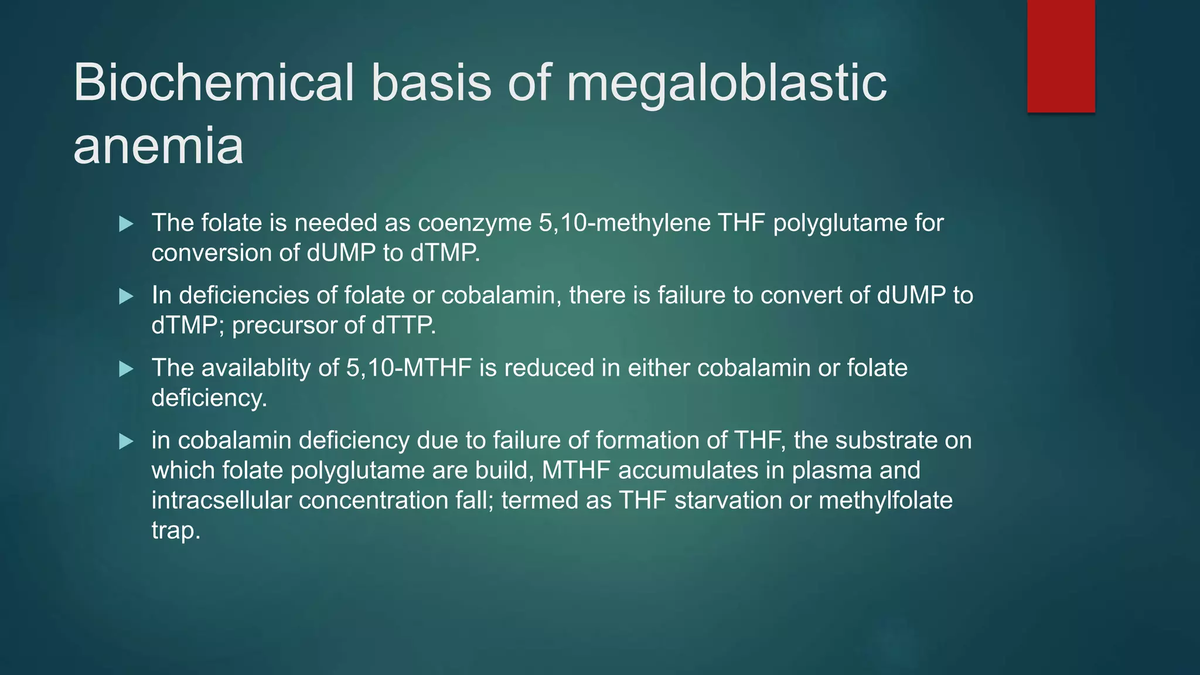 Biochemical basis of megaloblastic
anemia
The folate is needed as coenzyme 5,10-methylene THF polyglutame for
conversion of dUMP to dTMP.
In deficiencies of folate or cobalamin, there is failure to convert of dUMP to
dTMP; precursor of dTTP.
The availablity of 5,10-MTHF is reduced in either cobalamin or folate
deficiency.
in cobalamin deficiency due to failure of formation of THF, the substrate on
which folate polyglutame are build, MTHF accumulates in plasma and
intracsellular concentration fall; termed as THF starvation or methylfolate
trap.